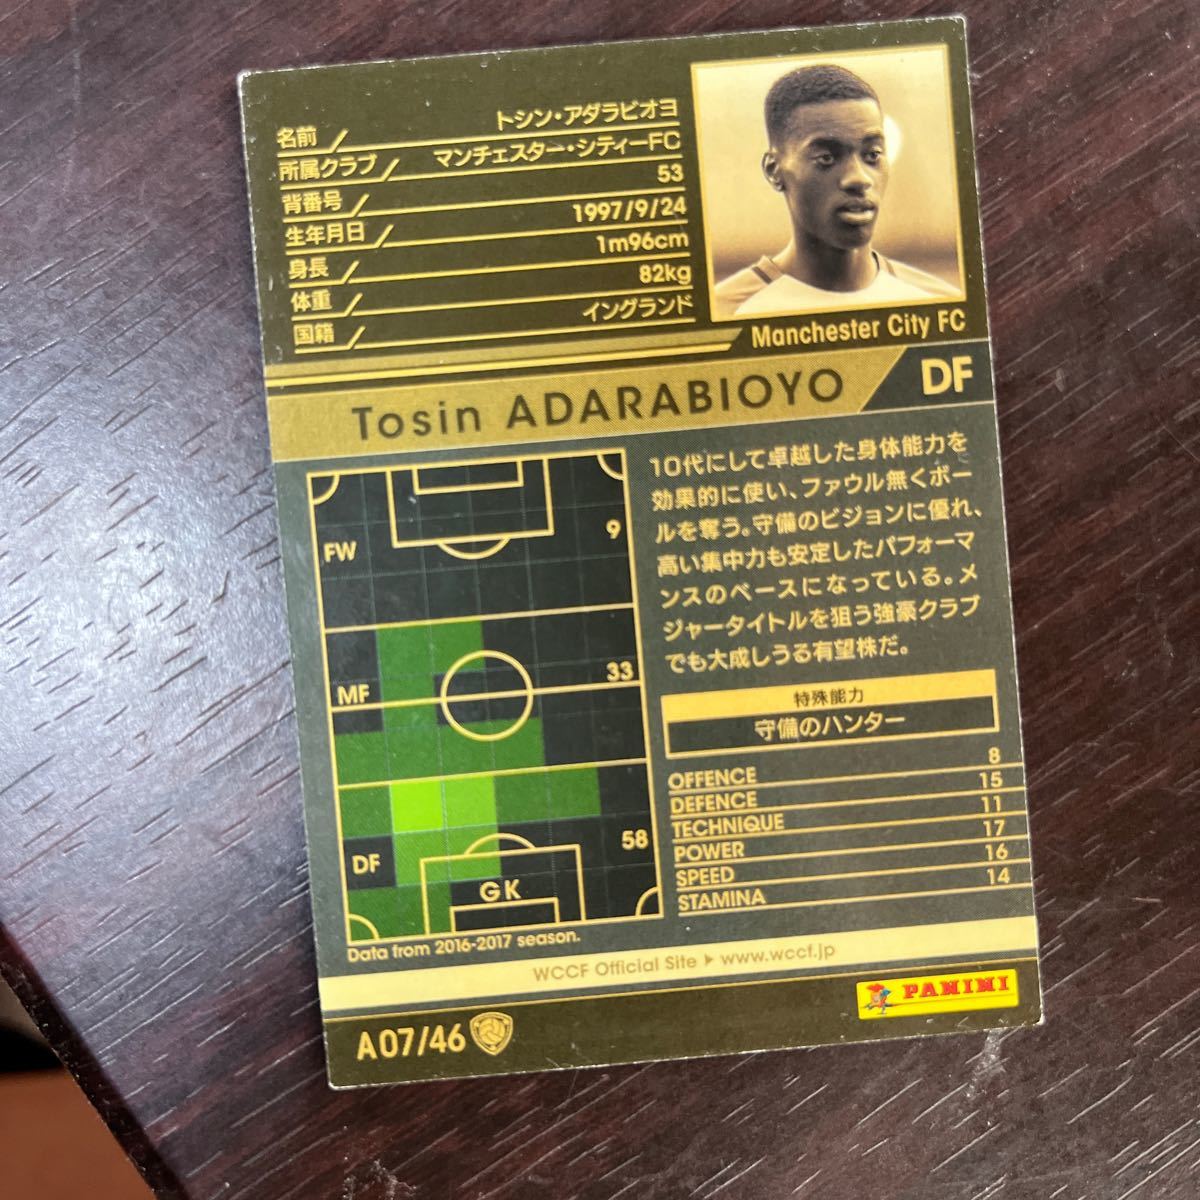 名前 トシン・アダラビオヨ
所属クラブ マンチェスター・シティーFC
背番号 53
生年月日 1997/9/24
身長 1m96cm
体重 82kg
国籍 イングランド
Manchester City FC
Tosin ADARABIOYO
DF
10代にして卓越した身体能力を
効果的に使い、ファウル無くボー
ルを奪う。守備のビジョンに優れ、
高い集中力も安定したパフォーマ
ンスのベースになっている。メ
ジャータイトルを狙う強豪クラブ
でも大成しうる有望株だ。
FW 9
MF 33
DF 58
GK
Data from 2016-2017 season.
特殊能力
守備のハンター
OFFENCE 8
DEFENCE 15
TECHNIQUE 11
POWER 17
SPEED 16
STAMINA 14
WCCF Official Site ▶ www.wccf.jp
A07/46
PANINI